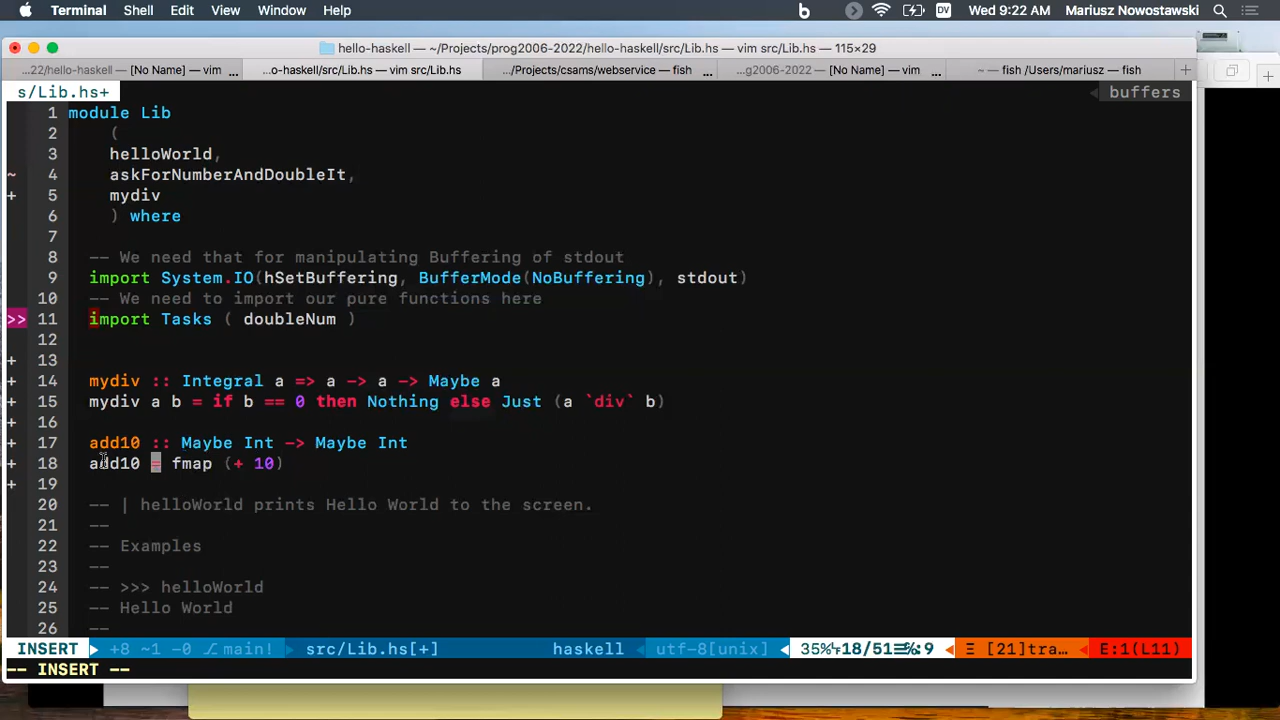 Terminal Shell Edit View Window Help DV Wed 9:22 AM Mariusz Nowostawski
hello-haskell — ~/Projects/prog2006-2022/hello-haskell/src/Lib.hs — vim src/Lib.hs — 115×29
...22/hello-haskell — [No Name] — vim ... ...o-haskell/src/Lib.hs — vim src/Lib.hs .../Projects/csams/webservice — fish ... ...g2006-2022 — [No Name] — vim ... ~ — fish /Users/mariusz — fish +
s/Lib.hs+ buffers
1 module Lib
2 (
3 helloWorld,
~ 4 askForNumberAndDoubleIt,
+ 5 mydiv
6 ) where
7
8 -- We need that for manipulating Buffering of stdout
9 import System.IO(hSetBuffering, BufferMode(NoBuffering), stdout)
10 -- We need to import our pure functions here
>> 11 import Tasks ( doubleNum )
12
+ 13
+ 14 mydiv :: Integral a => a -> a -> Maybe a
+ 15 mydiv a b = if b == 0 then Nothing else Just (a `div` b)
+ 16
+ 17 add10 :: Maybe Int -> Maybe Int
+ 18 add10 = fmap (+ 10)
+ 19
20 -- | helloWorld prints Hello World to the screen.
21 --
22 -- Examples
23 --
24 -- >>> helloWorld
25 -- Hello World
26 --
INSERT +8 ~1 -0 main! src/Lib.hs[+] haskell utf-8[unix] 35% 18/51 :9 Ξ [21]tra... E:1(L11)
-- INSERT --